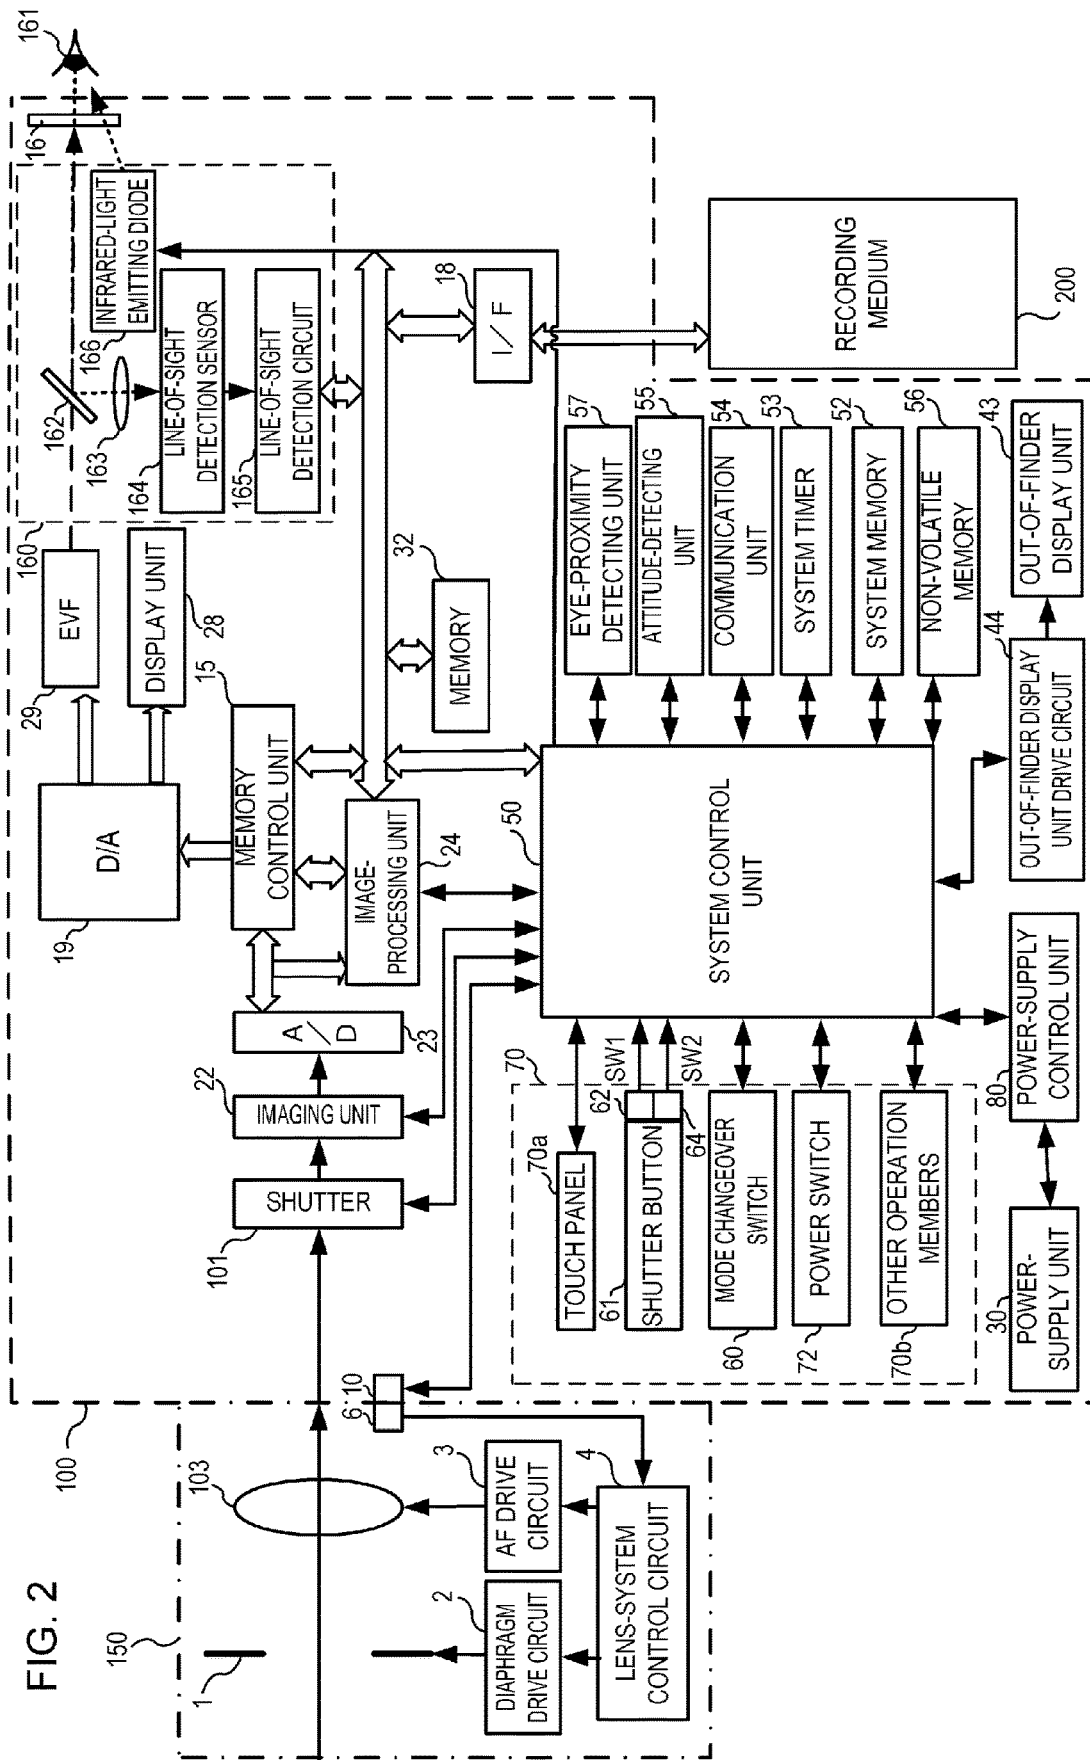 FIG. 2
150
1
103
100
2
DIAPHRAGM
DRIVE CIRCUIT
3
AF DRIVE
CIRCUIT
4
LENS-SYSTEM
CONTROL CIRCUIT
6
10
101
SHUTTER
22
IMAGING UNIT
23
A/D
19
D/A
29
EVF
28
DISPLAY UNIT
15
MEMORY
CONTROL UNIT
24
IMAGE-
PROCESSING UNIT
32
MEMORY
160
161
16
162
163
164
LINE-OF-SIGHT
DETECTION SENSOR
165
LINE-OF-SIGHT
DETECTION CIRCUIT
166
INFRARED-LIGHT
EMITTING DIODE
18
I/F
RECORDING
MEDIUM
200
50
SYSTEM CONTROL
UNIT
57
EYE-PROXIMITY
DETECTING UNIT
55
ATTITUDE-DETECTING
UNIT
54
COMMUNICATION
UNIT
53
SYSTEM TIMER
52
SYSTEM MEMORY
56
NON-VOLATILE
MEMORY
70
70a
TOUCH PANEL
61
SHUTTER BUTTON
62
SW1
64
SW2
60
MODE CHANGEOVER
SWITCH
72
POWER SWITCH
70b
OTHER OPERATION
MEMBERS
30
POWER-
SUPPLY UNIT
80
POWER-SUPPLY
CONTROL UNIT
44
OUT-OF-FINDER DISPLAY
UNIT DRIVE CIRCUIT
43
OUT-OF-FINDER
DISPLAY UNIT